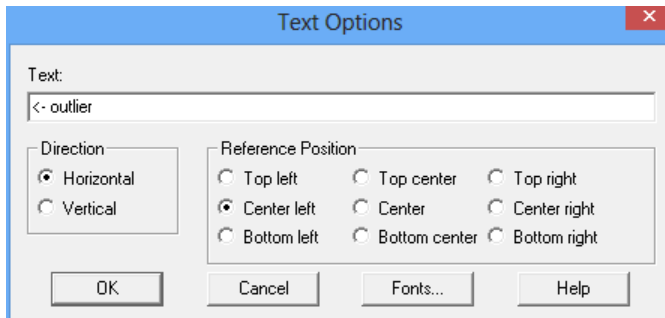 Text Options
Text:
<- outlier
Direction
Horizontal
Vertical
Reference Position
Top left
Top center
Top right
Center left
Center
Center right
Bottom left
Bottom center
Bottom right
OK
Cancel
Fonts...
Help